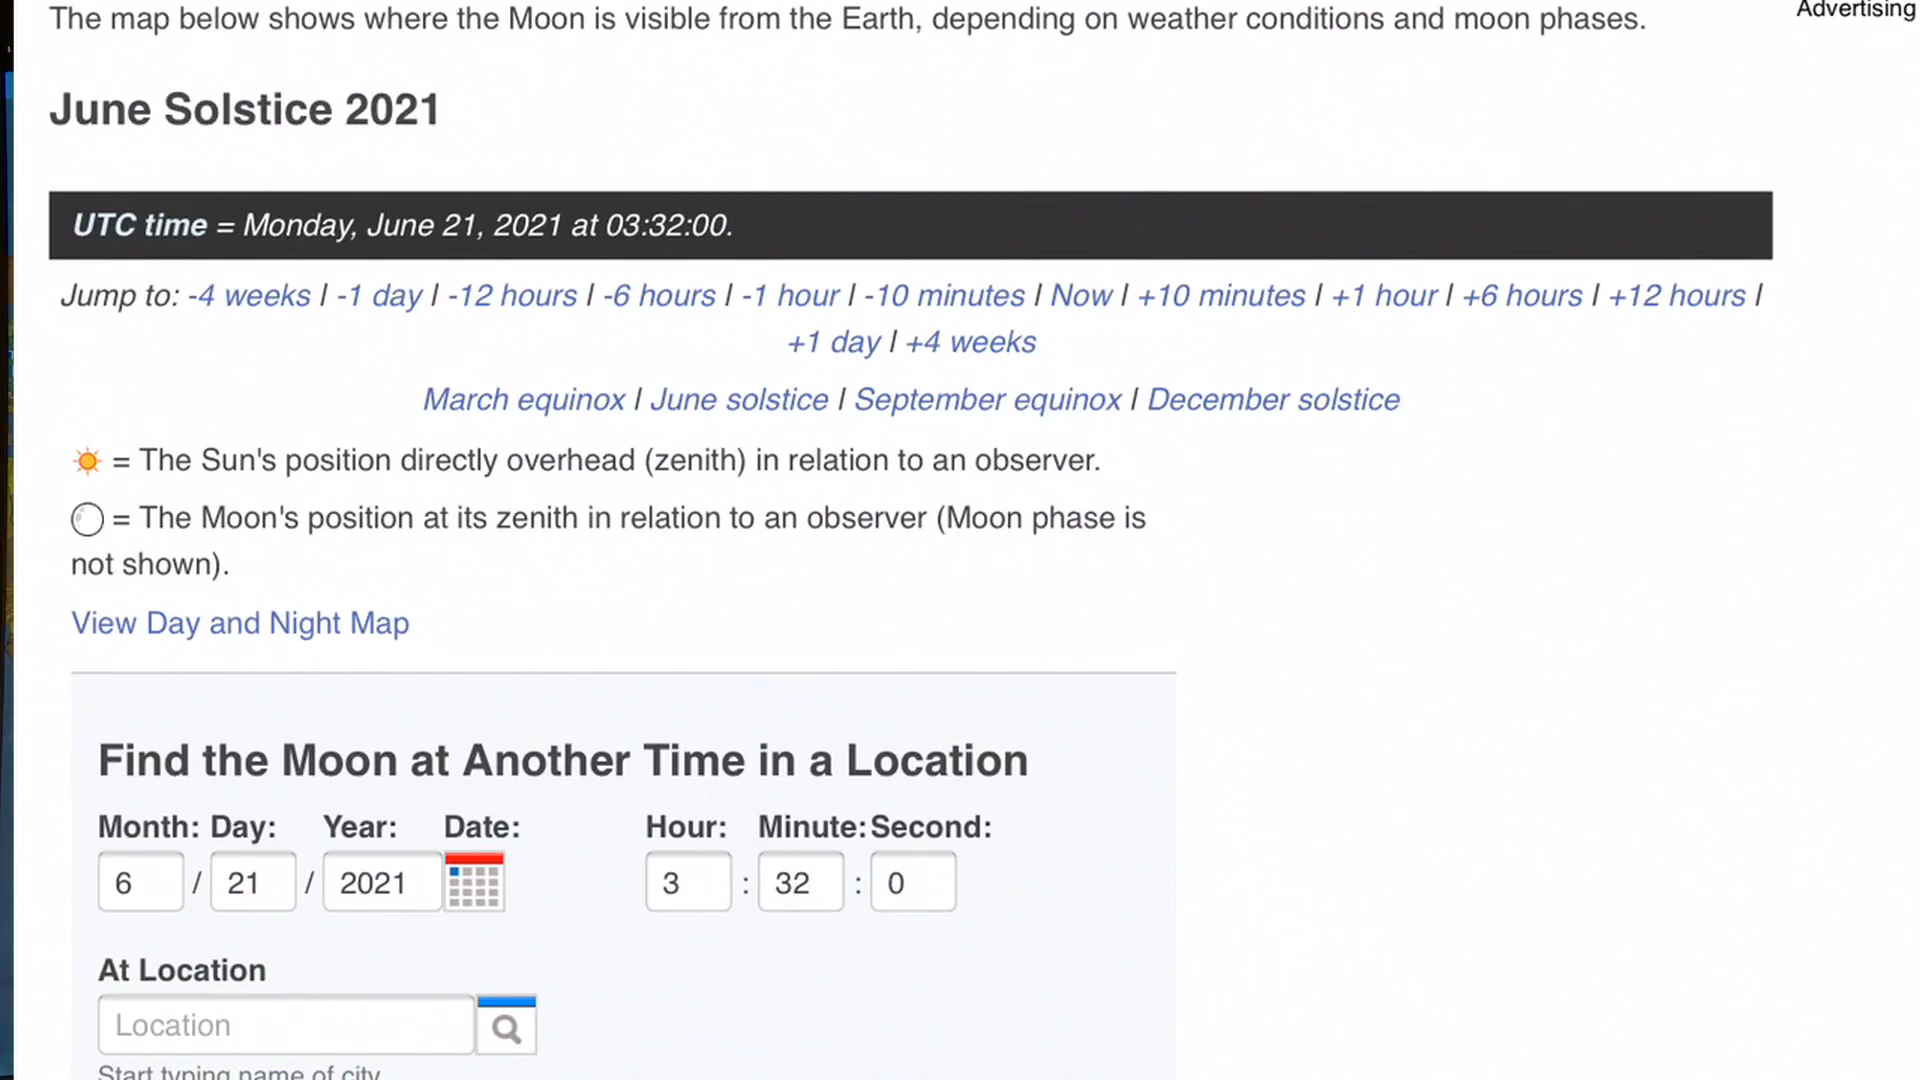 The map below shows where the Moon is visible from the Earth, depending on weather conditions and moon phases.
Advertising
June Solstice 2021
UTC time = Monday, June 21, 2021 at 03:32:00.
Jump to: -4 weeks | -1 day | -12 hours | -6 hours | -1 hour | -10 minutes | Now | +10 minutes | +1 hour | +6 hours | +12 hours |
+1 day | +4 weeks
March equinox | June solstice | September equinox | December solstice
= The Sun's position directly overhead (zenith) in relation to an observer.
= The Moon's position at its zenith in relation to an observer (Moon phase is
not shown).
View Day and Night Map
Find the Moon at Another Time in a Location
Month: Day: Year: Date: Hour: Minute: Second:
6 / 21 / 2021 3 : 32 : 0
At Location
Location
Start typing name of city